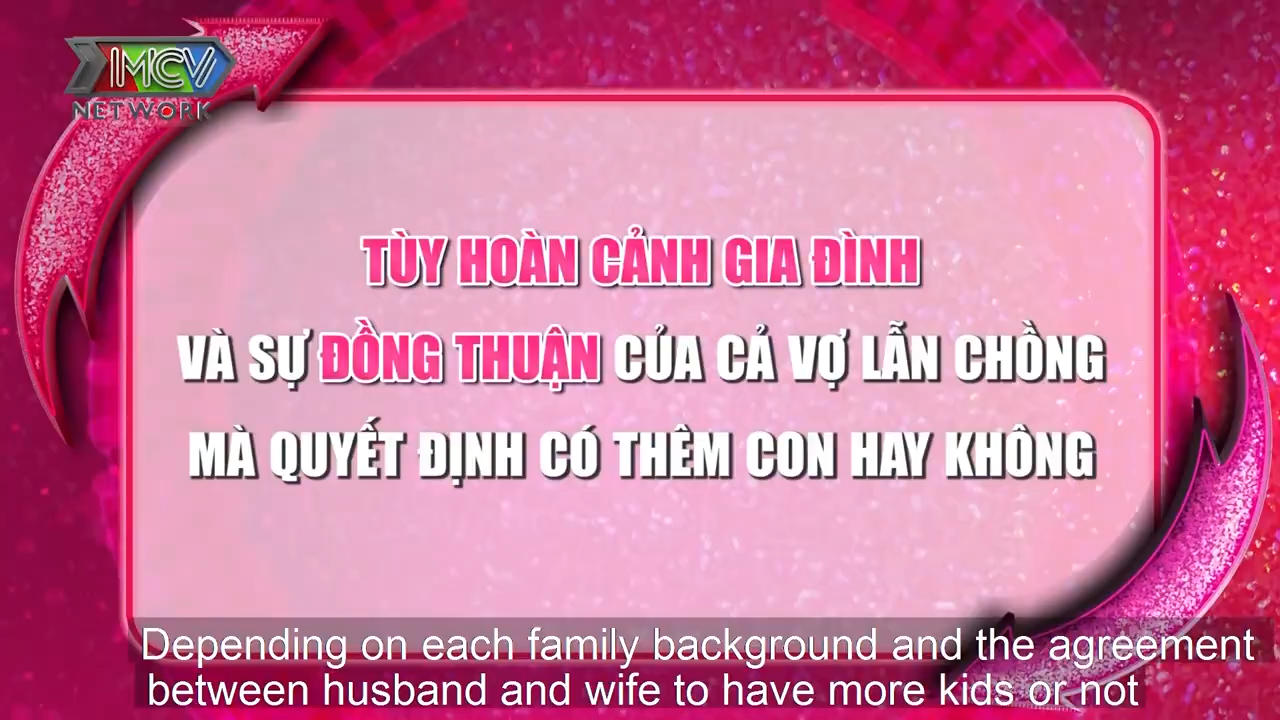 MCV
NETWORK
TÙY HOÀN CẢNH GIA ĐÌNH
VÀ SỰ ĐỒNG THUẬN CỦA CẢ VỢ LẪN CHỒNG
MÀ QUYẾT ĐỊNH CÓ THÊM CON HAY KHÔNG
Depending on each family background and the agreement
between husband and wife to have more kids or not